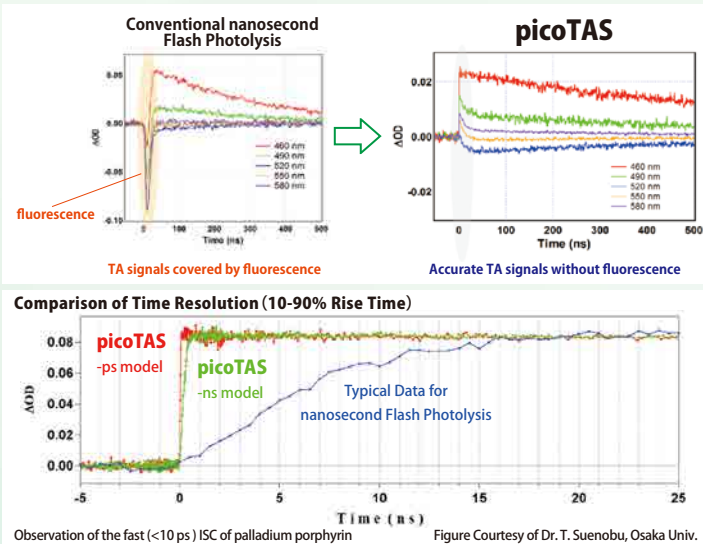 Conventional nanosecond
Flash Photolysis
picoTAS
0.05
0.00
-0.05
-0.10
ΔOD
460 nm
490 nm
520 nm
550 nm
580 nm
0
100
200
300
400
500
Time (ns)
fluorescence
TA signals covered by fluorescence
0.02
0.00
-0.02
ΔOD
460 nm
490 nm
520 nm
550 nm
580 nm
0
100
200
300
400
500
Time (ns)
Accurate TA signals without fluorescence
Comparison of Time Resolution (10-90% Rise Time)
0.08
0.06
0.04
0.02
0.00
ΔOD
picoTAS
-ps model
picoTAS
-ns model
Typical Data for
nanosecond Flash Photolysis
-5
0
5
10
15
20
25
Time (ns)
Observation of the fast (<10 ps) ISC of palladium porphyrin
Figure Courtesy of Dr. T. Suenobu, Osaka Univ.